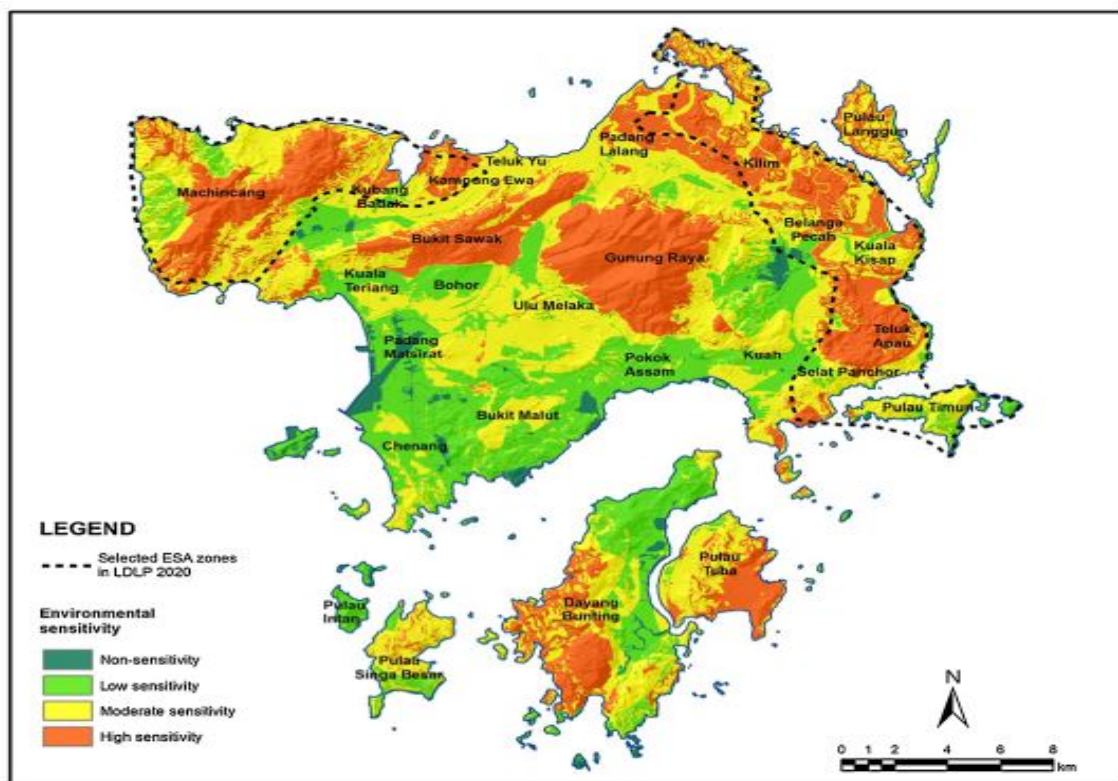 Pulau
Langgun
Padang
Lalang
Kilim
Teluk Yu
Kampong Ewa
Machincang
Kubang
Badak
Belanga
Pecah
Bukit Sawak
Kuala
Kisap
Gunung Raya
Kuala
Teriang
Bohor
Ulu Melaka
Teluk
Apau
Padang
Matsirat
Pokok
Assam
Kuah
Selat Panchor
Bukit Malut
Pulau Timun
Chenang
LEGEND
Selected ESA zones
in LDLP 2020
Environmental
sensitivity
Non-sensitivity
Low sensitivity
Moderate sensitivity
High sensitivity
Pulau
Intan
Pulau
Singa Besar
Dayang
Bunting
Pulau
Tuba
N
0 1 2 4 6 8
km